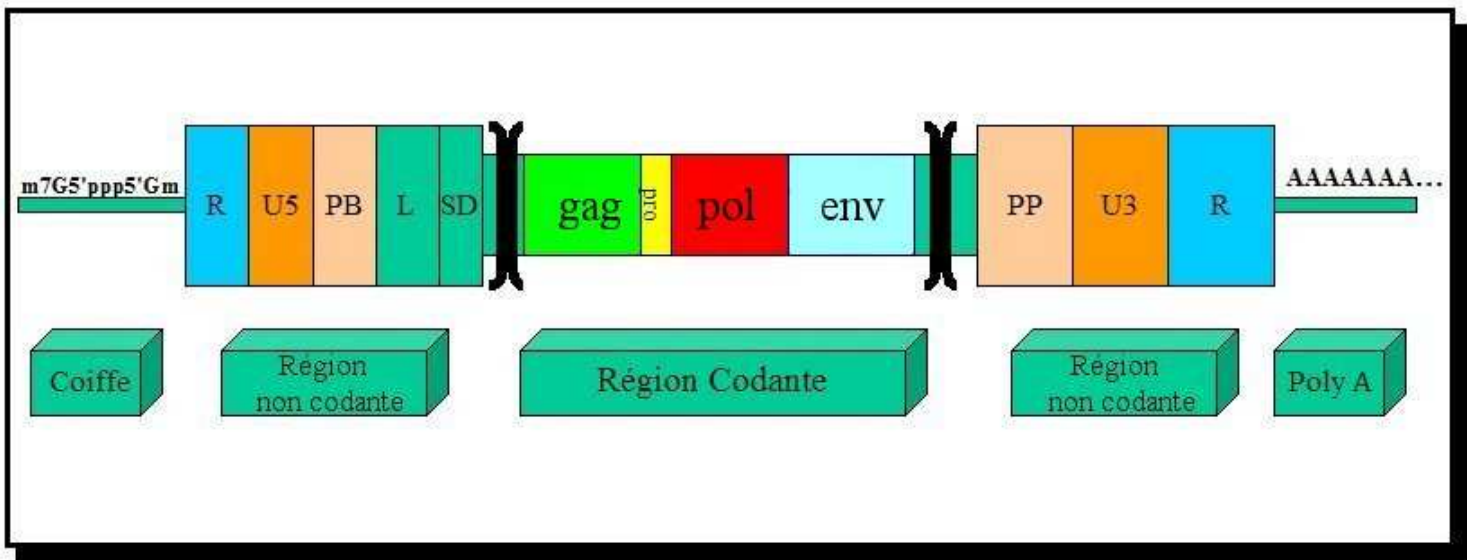 m7G5'ppp5'Gm
R U5 PB L SD
gag pro pol env
PP U3 R
AAAAAAA...
Coiffe
Région
non codante
Région Codante
Région
non codante
Poly A